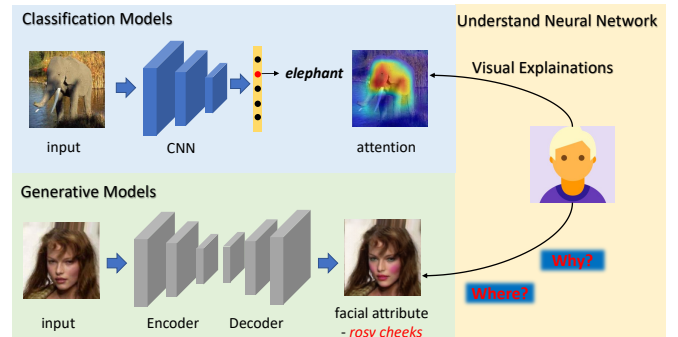 Classification Models
Understand Neural Network
Visual Explainations
elephant
input
CNN
attention
Generative Models
Why?
Where?
input
Encoder
Decoder
facial attribute
- rosy cheeks